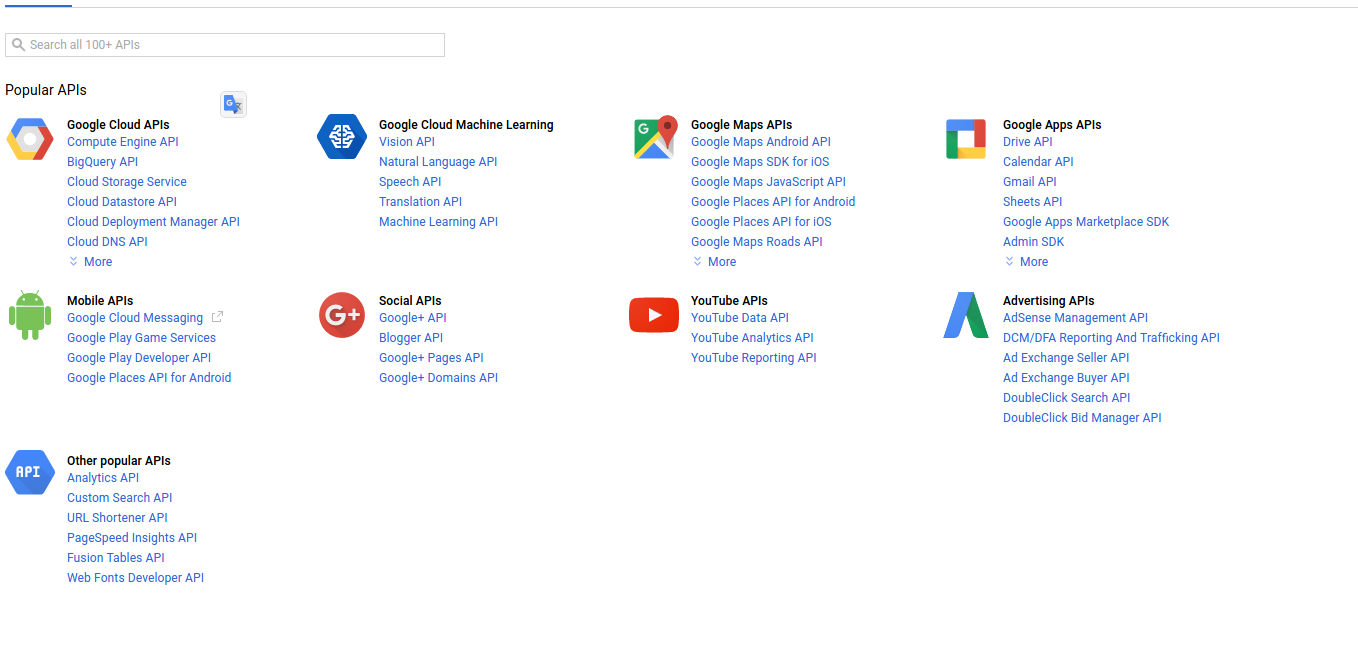 Search all 100+ APIs
Popular APIs
Google Cloud APIs
Compute Engine API
BigQuery API
Cloud Storage Service
Cloud Datastore API
Cloud Deployment Manager API
Cloud DNS API
More
Google Cloud Machine Learning
Vision API
Natural Language API
Speech API
Translation API
Machine Learning API
G
Google Maps APIs
Google Maps Android API
Google Maps SDK for iOS
Google Maps JavaScript API
Google Places API for Android
Google Places API for iOS
Google Maps Roads API
More
Google Apps APIs
Drive API
Calendar API
Gmail API
Sheets API
Google Apps Marketplace SDK
Admin SDK
More
Mobile APIs
Google Cloud Messaging
Google Play Game Services
Google Play Developer API
Google Places API for Android
G+
Social APIs
Google+ API
Blogger API
Google+ Pages API
Google+ Domains API
YouTube APIs
YouTube Data API
YouTube Analytics API
YouTube Reporting API
Advertising APIs
AdSense Management API
DCM/DFA Reporting And Trafficking API
Ad Exchange Seller API
Ad Exchange Buyer API
DoubleClick Search API
DoubleClick Bid Manager API
API
Other popular APIs
Analytics API
Custom Search API
URL Shortener API
PageSpeed Insights API
Fusion Tables API
Web Fonts Developer API